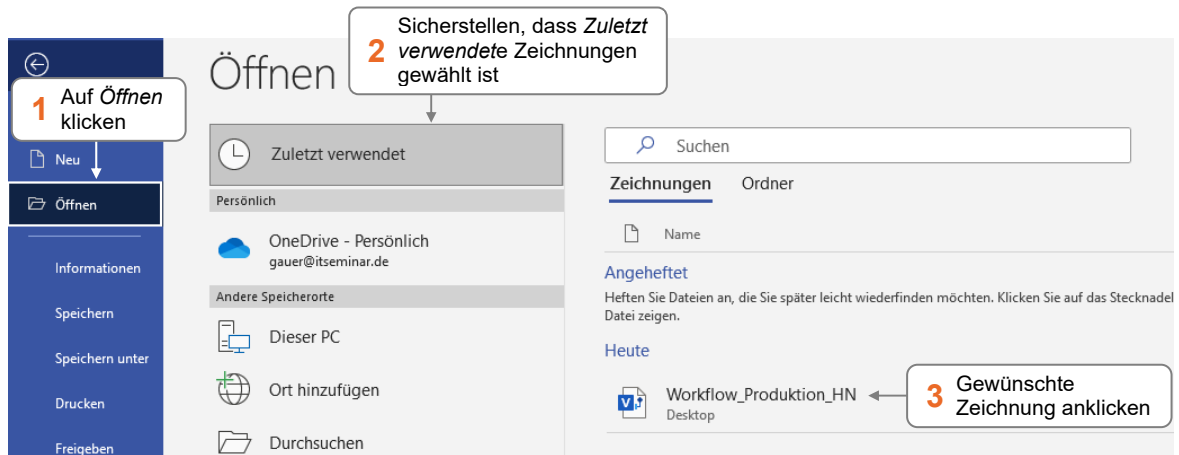 2 Sicherstellen, dass Zuletzt
verwendete Zeichnungen
gewählt ist
1 Auf Öffnen
klicken
Neu
Öffnen
Informationen
Speichern
Speichern unter
Drucken
Freigeben
Öffnen
Zuletzt verwendet
Persönlich
OneDrive - Persönlich
gauer@itseminar.de
Andere Speicherorte
Dieser PC
Ort hinzufügen
Durchsuchen
Suchen
Zeichnungen Ordner
Name
Angeheftet
Heften Sie Dateien an, die Sie später leicht wiederfinden möchten. Klicken Sie auf das Stecknadel
Datei zeigen.
Heute
Workflow_Produktion_HN
Desktop
3 Gewünschte
Zeichnung anklicken